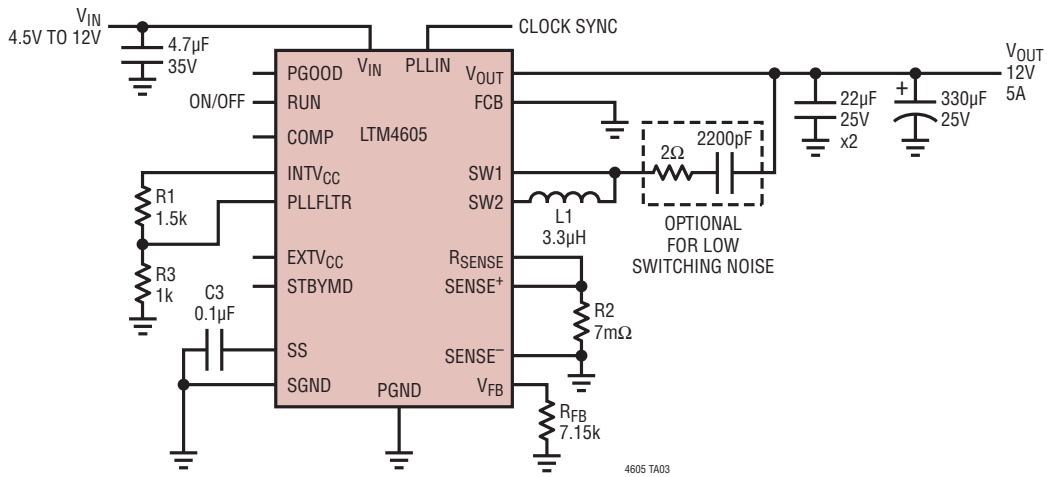 V_IN
4.5V TO 12V
4.7µF
35V
CLOCK SYNC
V_OUT
12V
5A
PGOOD
V_IN
PLLIN
V_OUT
ON/OFF
RUN
FCB
COMP
LTM4605
22µF
25V
x2
+
330µF
25V
2Ω
2200pF
INTV_CC
SW1
R1
1.5k
PLLFLTR
SW2
L1
3.3µH
OPTIONAL
FOR LOW
SWITCHING NOISE
EXTV_CC
R_SENSE
R3
1k
STBYMD
SENSE⁺
R2
7mΩ
C3
0.1µF
SS
SENSE⁻
SGND
PGND
V_FB
R_FB
7.15k
4605 TA03